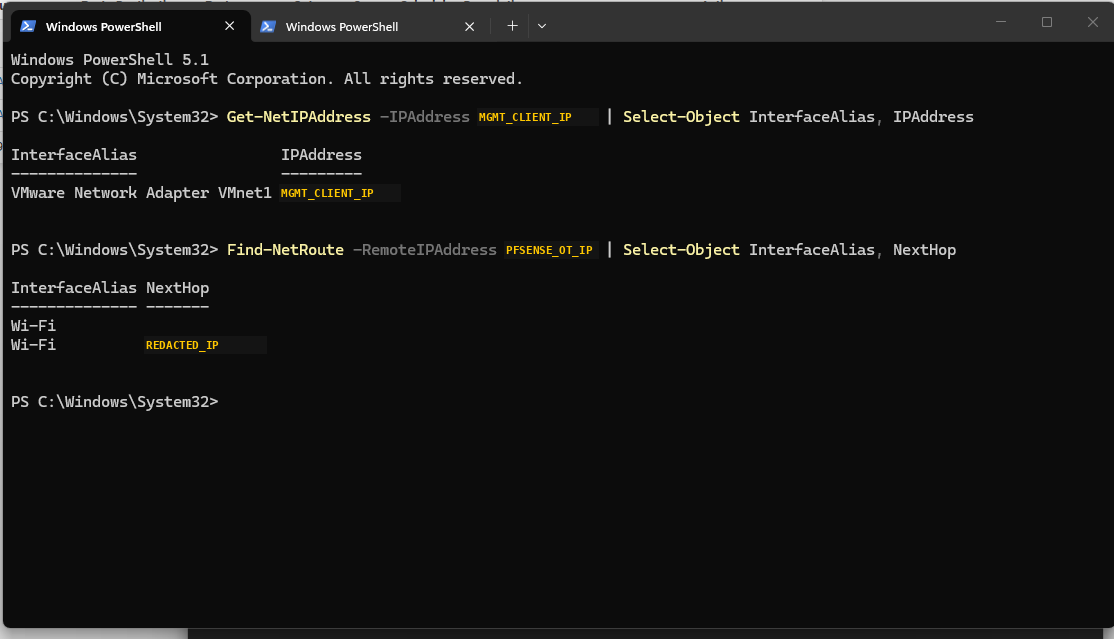 Windows PowerShell
Windows PowerShell
Windows PowerShell 5.1
Copyright (C) Microsoft Corporation. All rights reserved.
PS C:\Windows\System32> Get-NetIPAddress -IPAddress MGMT_CLIENT_IP | Select-Object InterfaceAlias, IPAddress
InterfaceAlias IPAddress
-------------- ---------
VMware Network Adapter VMnet1 MGMT_CLIENT_IP
PS C:\Windows\System32> Find-NetRoute -RemoteIPAddress PFSENSE_OT_IP | Select-Object InterfaceAlias, NextHop
InterfaceAlias NextHop
-------------- -------
Wi-Fi
Wi-Fi REDACTED_IP
PS C:\Windows\System32>